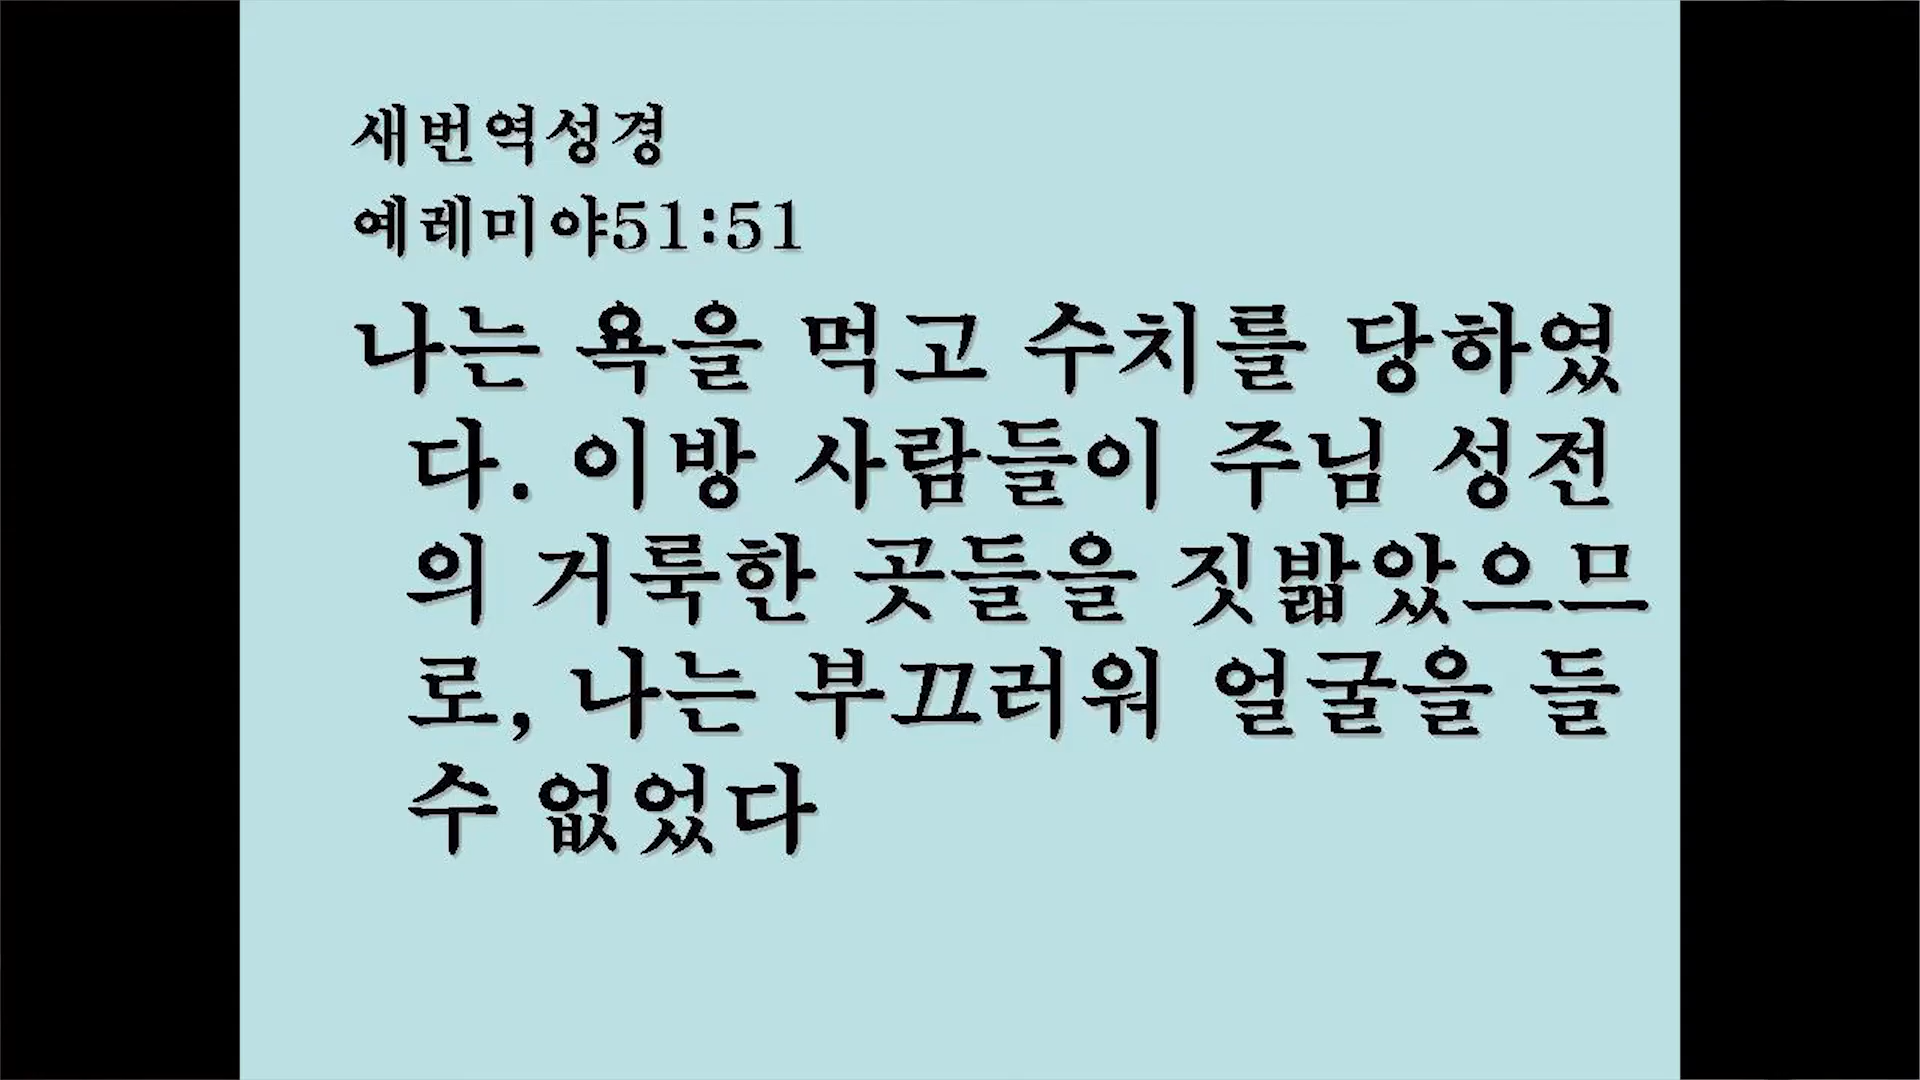 새번역성경
예레미야51:51
나는 욕을 먹고 수치를 당하였
다. 이방 사람들이 주님 성전
의 거룩한 곳들을 짓밟았으므
로, 나는 부끄러워 얼굴을 들
수 없었다